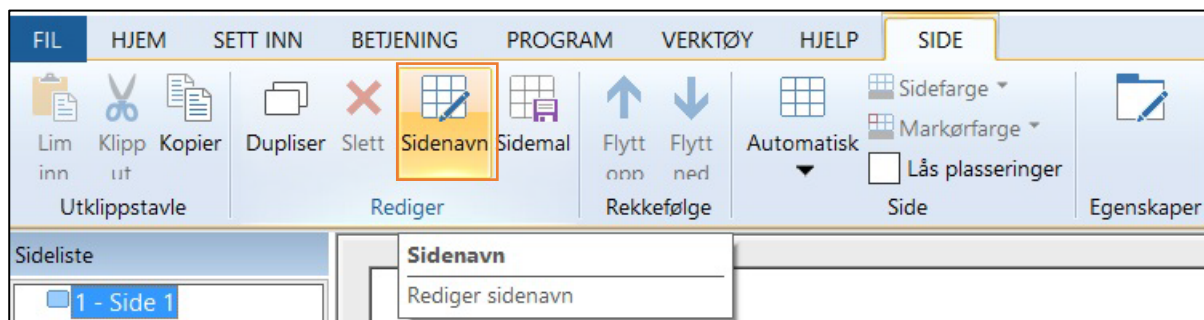 FIL HJEM SETT INN BETJENING PROGRAM VERKTØY HJELP SIDE
Lim inn
Klipp ut
Kopier
Dupliser
Slett
Sidenavn
Sidemal
Flytt opp
Flytt ned
Automatisk
Sidefarge
Markørfarge
Lås plasseringer
Utklippstavle Rediger Rekkefølge Side Egenskaper
Sideliste
1 - Side 1
Sidenavn
Rediger sidenavn